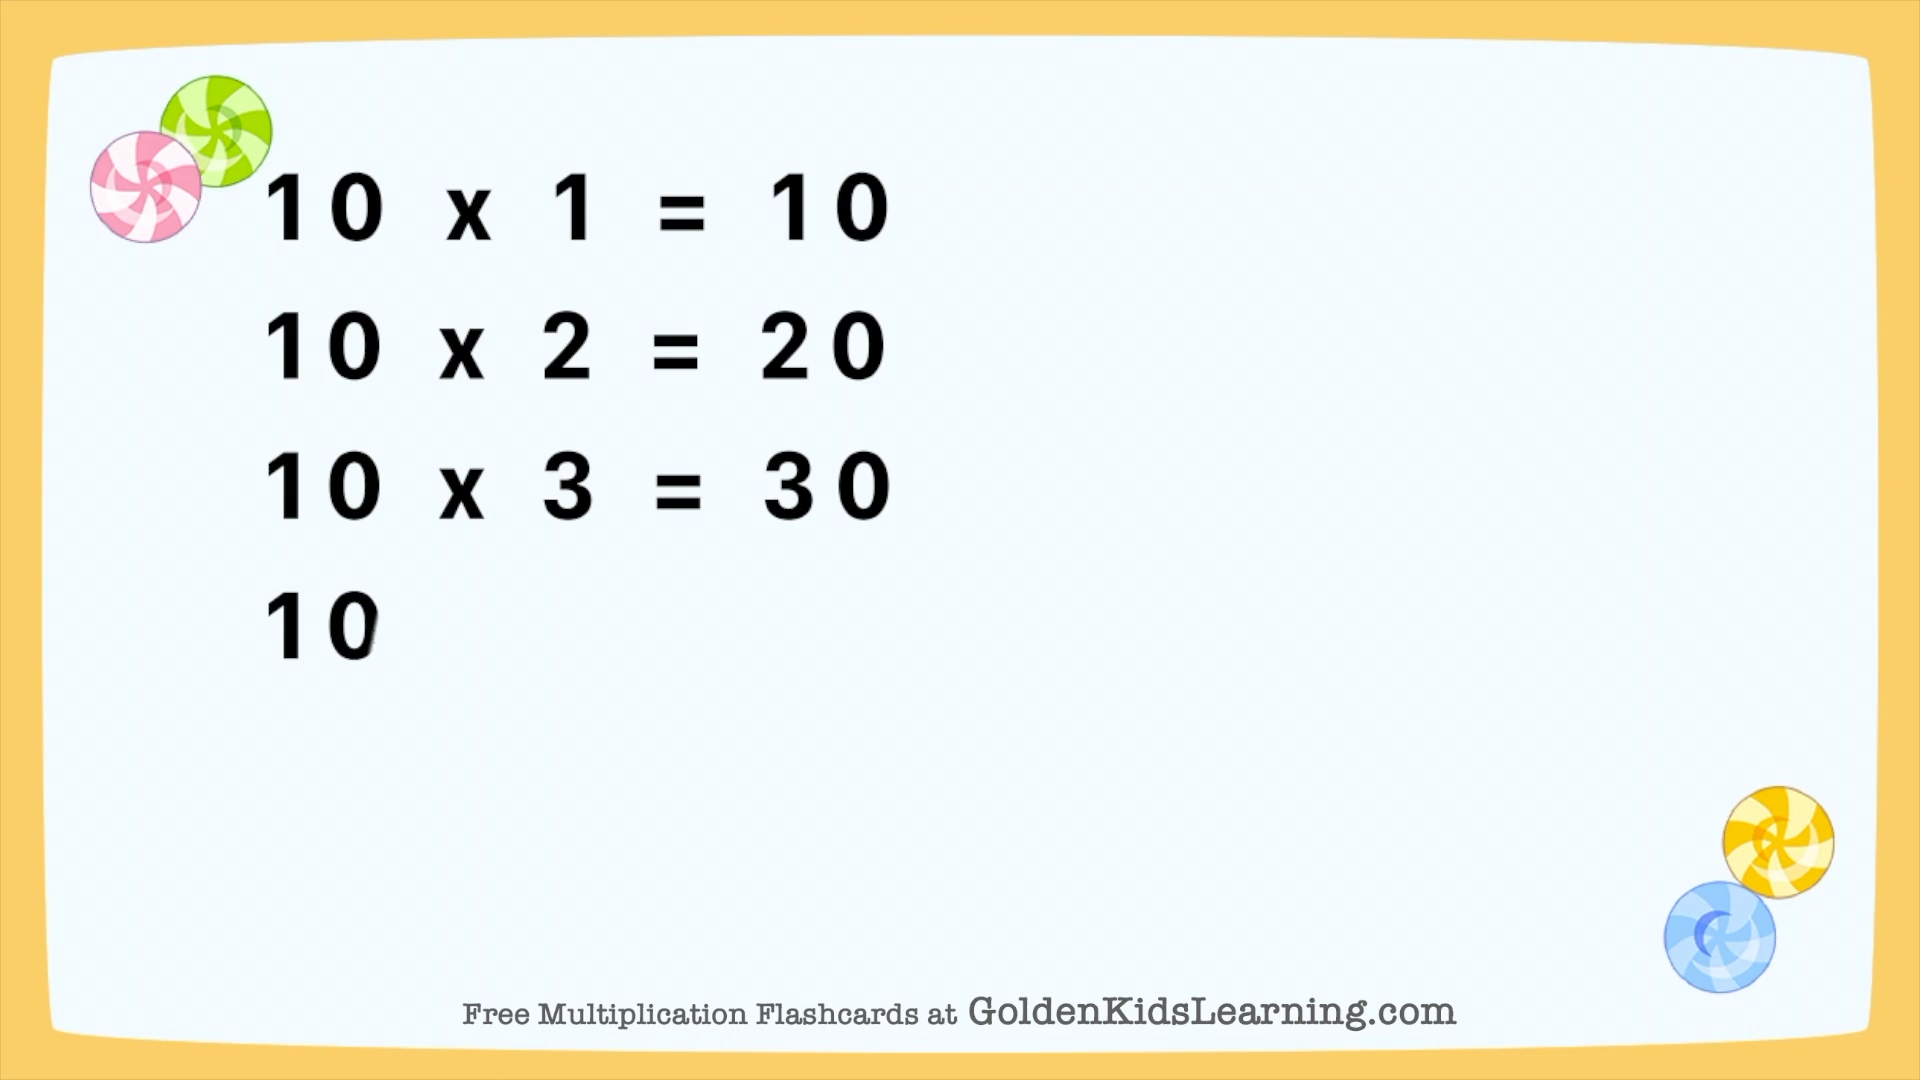 10 x 1 = 10
10 x 2 = 20
10 x 3 = 30
10
Free Multiplication Flashcards at GoldenKidsLearning.com